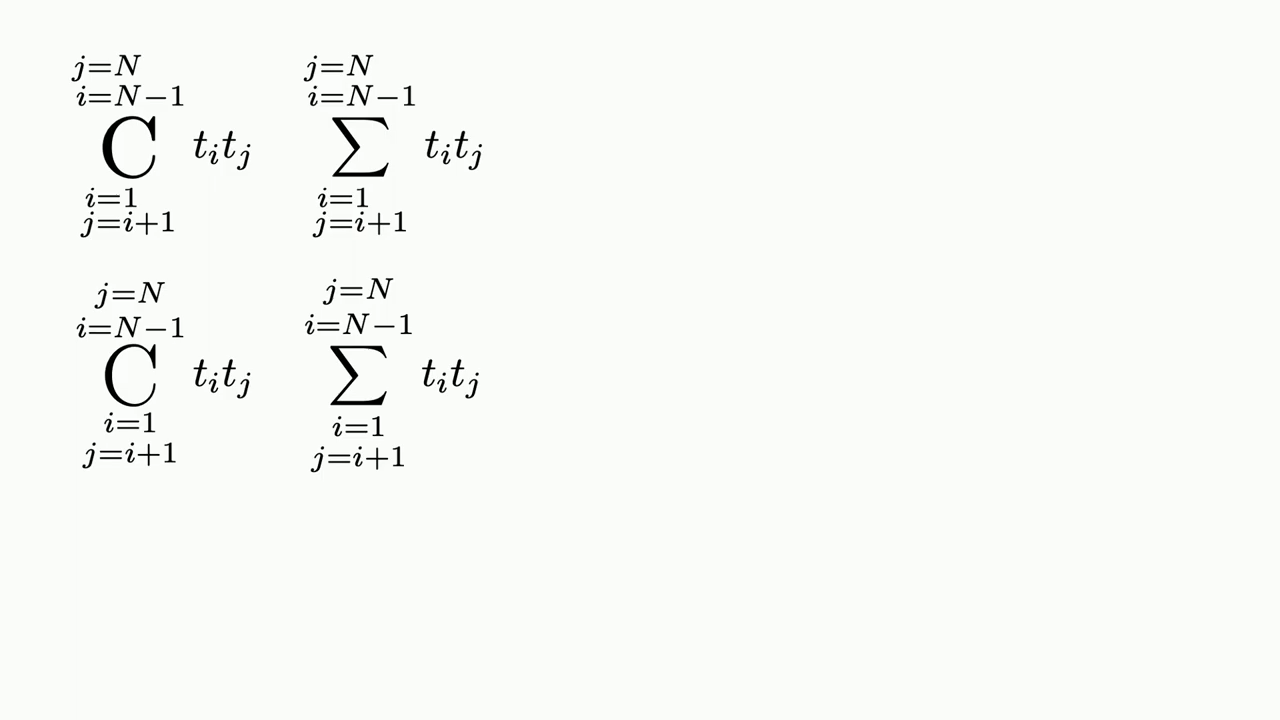 j=N j=N
i=N−1 i=N−1
C t_i t_j ∑ t_i t_j
i=1 i=1
j=i+1 j=i+1
j=N j=N
i=N−1 i=N−1
C t_i t_j ∑ t_i t_j
i=1 i=1
j=i+1 j=i+1